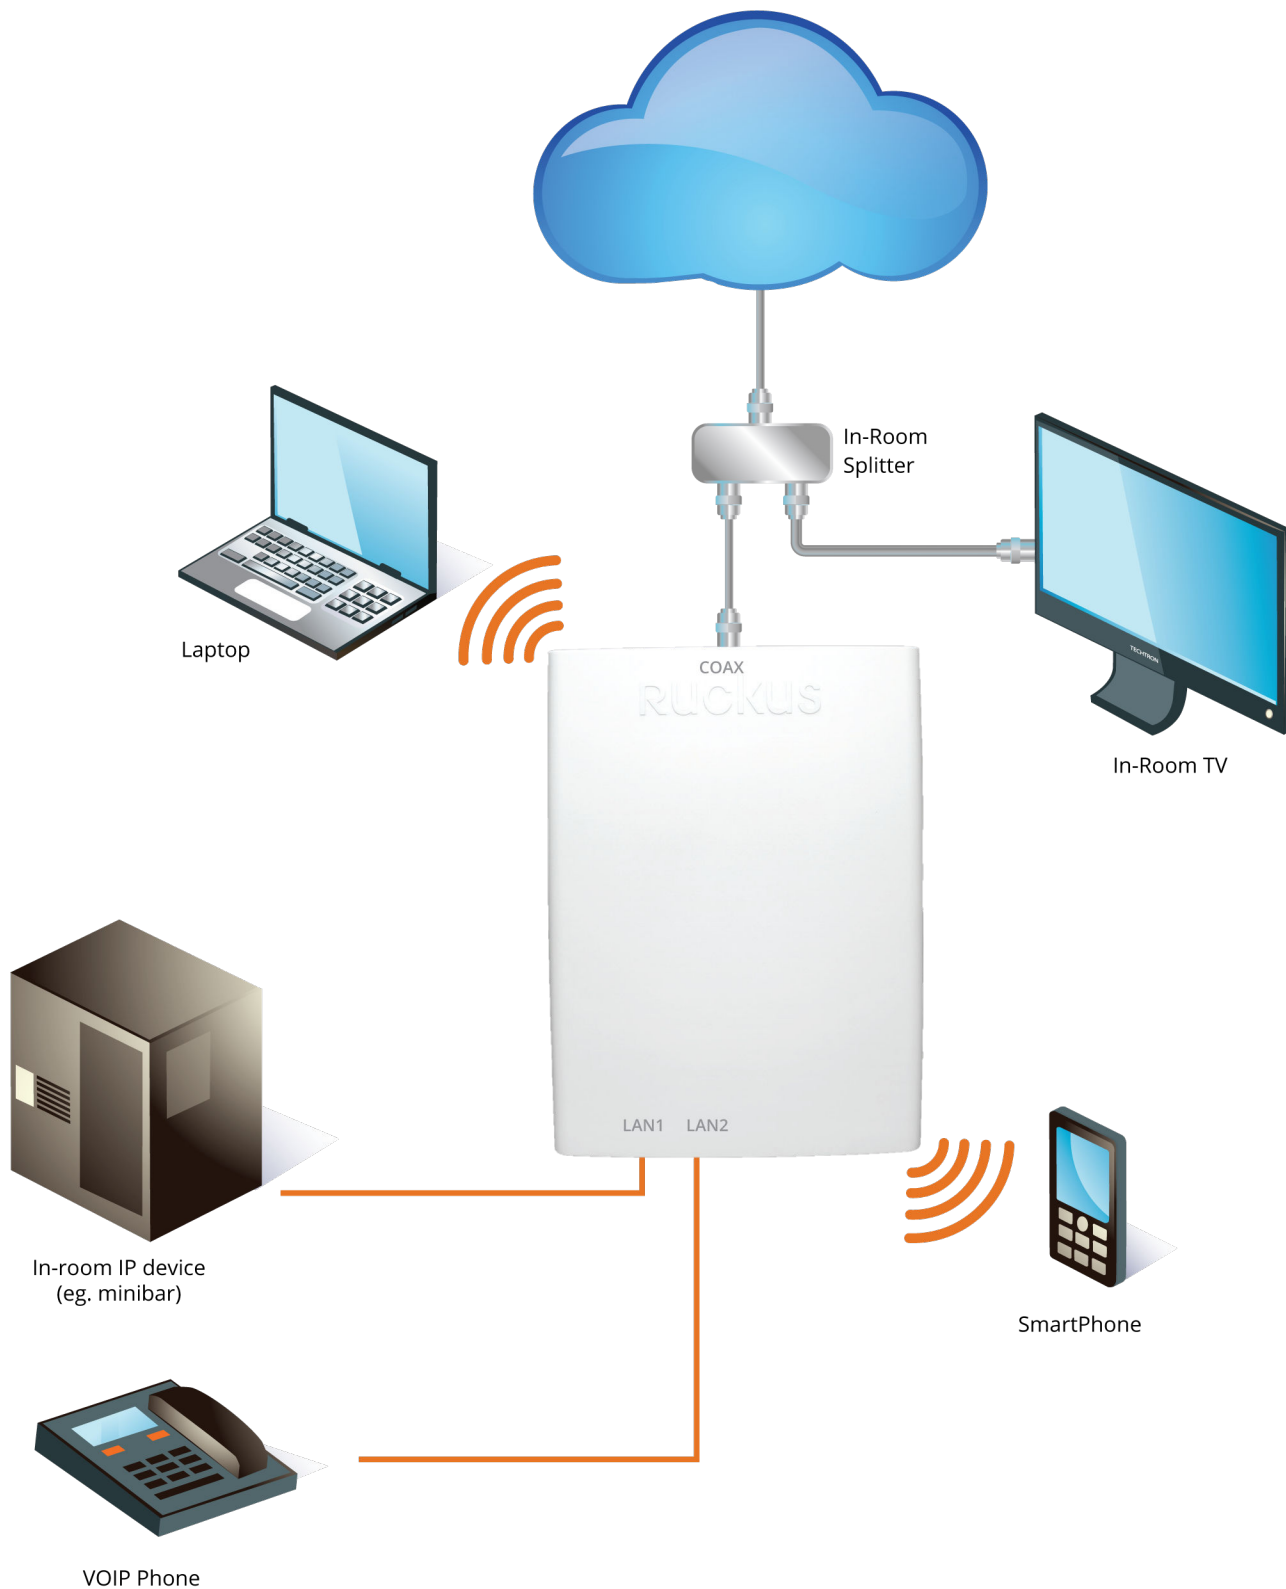 In-Room
Splitter
Laptop
COAX
RUCKUS
TECHTRON
In-Room TV
LAN1 LAN2
In-room IP device
(eg. minibar)
SmartPhone
VOIP Phone